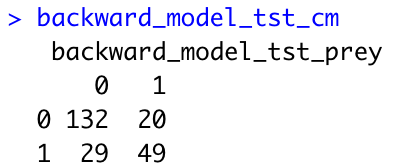 > backward_model_tst_cm
backward_model_tst_prey
0 1
0 132 20
1 29 49